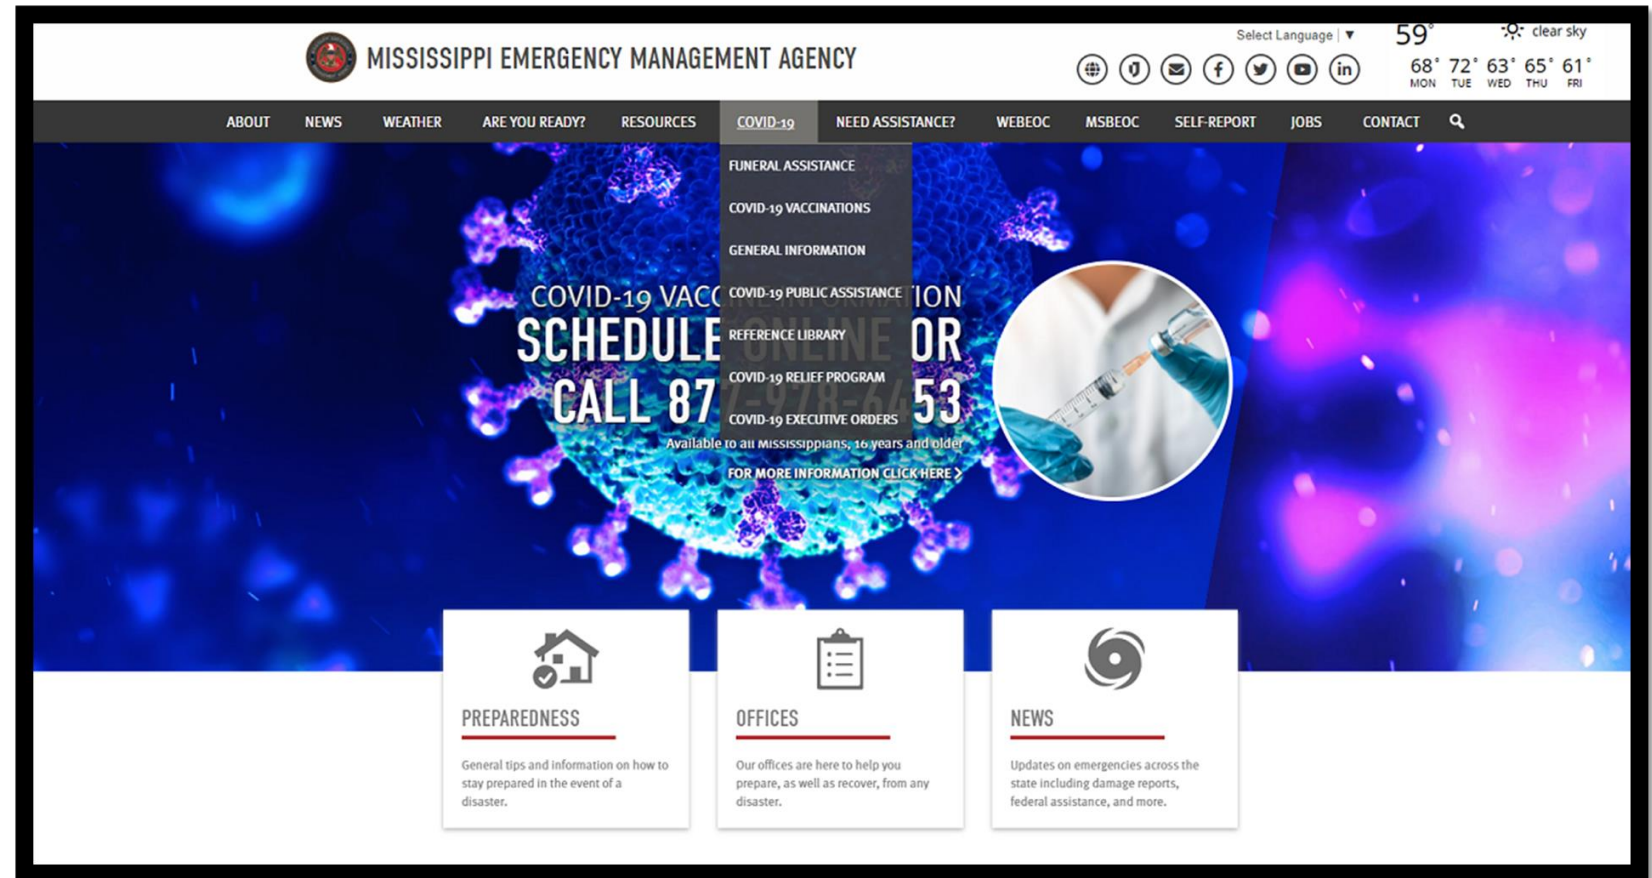 MISSISSIPPI EMERGENCY MANAGEMENT AGENCY
Select Language ▼
59° clear sky
68° 72° 63° 65° 61°
MON TUE WED THU FRI
ABOUT NEWS WEATHER ARE YOU READY? RESOURCES COVID-19 NEED ASSISTANCE? WEBEOC MSBEOC SELF-REPORT JOBS CONTACT
FUNERAL ASSISTANCE
COVID-19 VACCINATIONS
GENERAL INFORMATION
COVID-19 PUBLIC ASSISTANCE
REFERENCE LIBRARY
COVID-19 RELIEF PROGRAM
COVID-19 EXECUTIVE ORDERS
COVID-19 VACCINE INFORMATION
SCHEDULE ONLINE OR
CALL 877-978-6453
Available to all Mississippians, 16 years and older
FOR MORE INFORMATION CLICK HERE >
PREPAREDNESS
General tips and information on how to
stay prepared in the event of a
disaster.
OFFICES
Our offices are here to help you
prepare, as well as recover, from any
disaster.
NEWS
Updates on emergencies across the
state including damage reports,
federal assistance, and more.